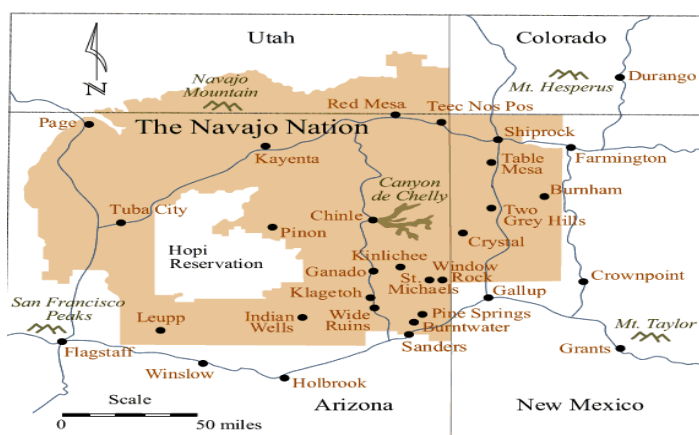 Utah
Colorado
N
Navajo
Mountain
Mt. Hesperus
Durango
Red Mesa
Teec Nos Pos
Page
The Navajo Nation
Shiprock
Kayenta
Table
Mesa
Farmington
Canyon
de Chelly
Burnham
Tuba City
Chinle
Two
Grey Hills
Pinon
Crystal
Hopi
Reservation
Kinlichee
Ganado
St.
Michaels
Window
Rock
Crownpoint
Klagetoh
Gallup
San Francisco
Peaks
Leupp
Indian
Wells
Wide
Ruins
Pine Springs
Burntwater
Mt. Taylor
Flagstaff
Sanders
Grants
Winslow
Holbrook
Scale
0
50 miles
Arizona
New Mexico